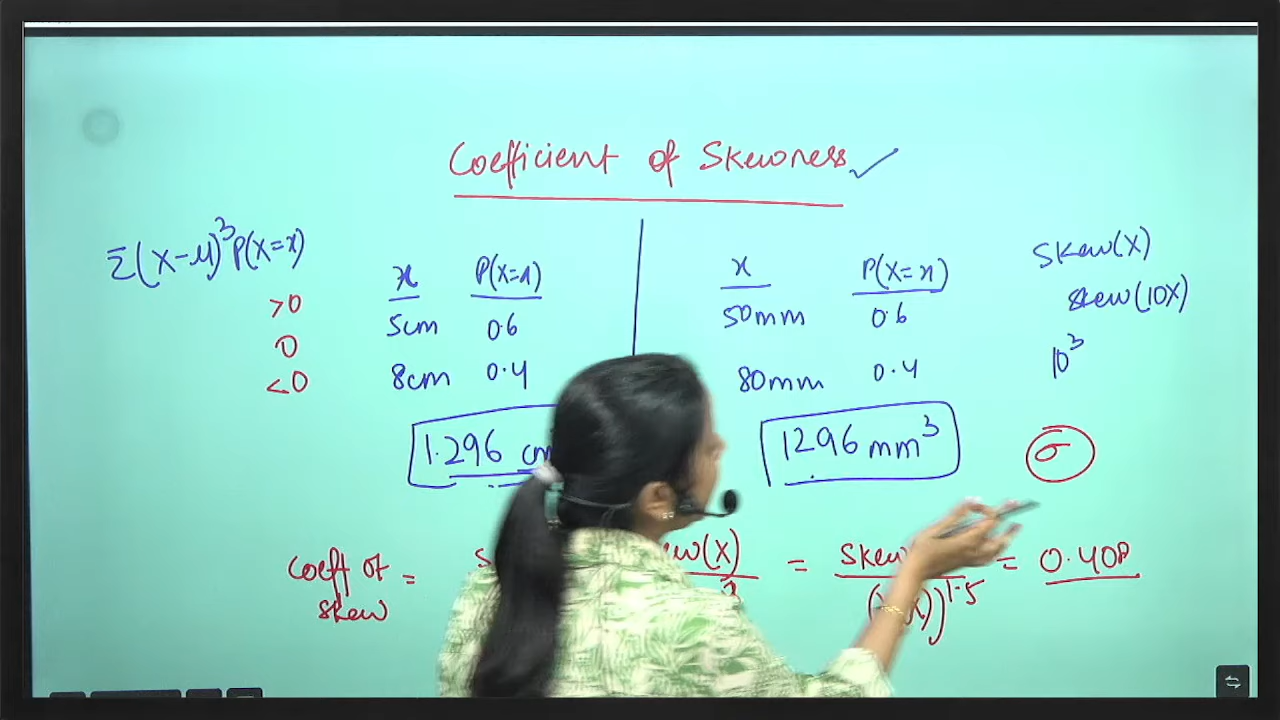 Coefficient of Skewness
Σ(X-μ)³P(X=x)
>0
0
<0
x P(X=x)
5cm 0.6
8cm 0.4
1.296 cm
x P(X=x)
50mm 0.6
80mm 0.4
1296 mm³
Skew(X)
skew(10X)
10³
σ
Coeff of skew = = = 0.408